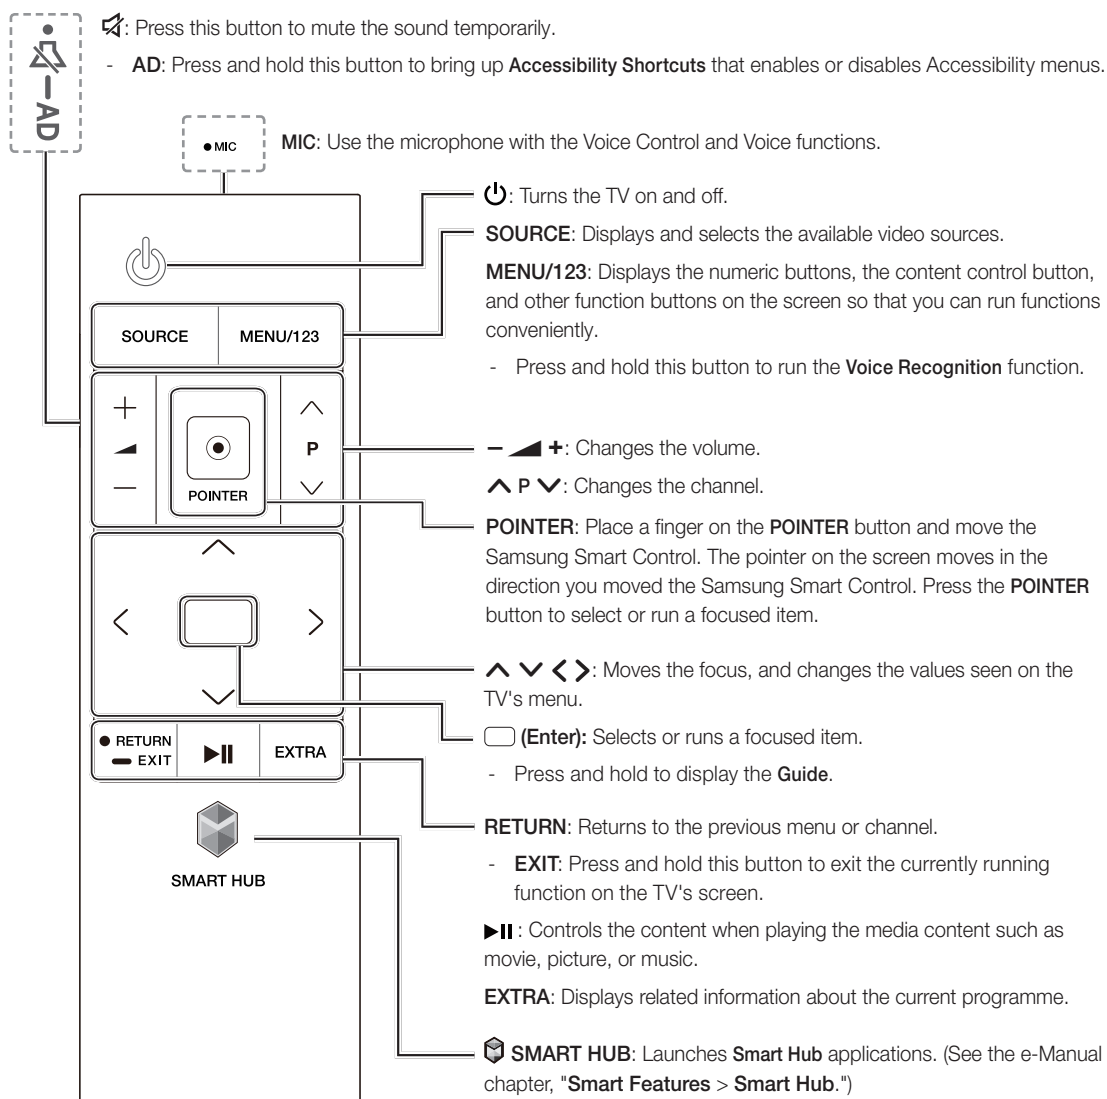 : Press this button to mute the sound temporarily.
- AD: Press and hold this button to bring up Accessibility Shortcuts that enables or disables Accessibility menus.
AD
● MIC
MIC: Use the microphone with the Voice Control and Voice functions.
: Turns the TV on and off.
SOURCE: Displays and selects the available video sources.
MENU/123: Displays the numeric buttons, the content control button,
and other function buttons on the screen so that you can run functions
conveniently.
- Press and hold this button to run the Voice Recognition function.
SOURCE
MENU/123
+
P
—
POINTER
− +: Changes the volume.
P : Changes the channel.
POINTER: Place a finger on the POINTER button and move the
Samsung Smart Control. The pointer on the screen moves in the
direction you moved the Samsung Smart Control. Press the POINTER
button to select or run a focused item.
: Moves the focus, and changes the values seen on the
TV's menu.
(Enter): Selects or runs a focused item.
- Press and hold to display the Guide.
● RETURN
EXIT
EXTRA
RETURN: Returns to the previous menu or channel.
- EXIT: Press and hold this button to exit the currently running
function on the TV's screen.
: Controls the content when playing the media content such as
movie, picture, or music.
EXTRA: Displays related information about the current programme.
SMART HUB
SMART HUB: Launches Smart Hub applications. (See the e-Manual
chapter, "Smart Features > Smart Hub.")